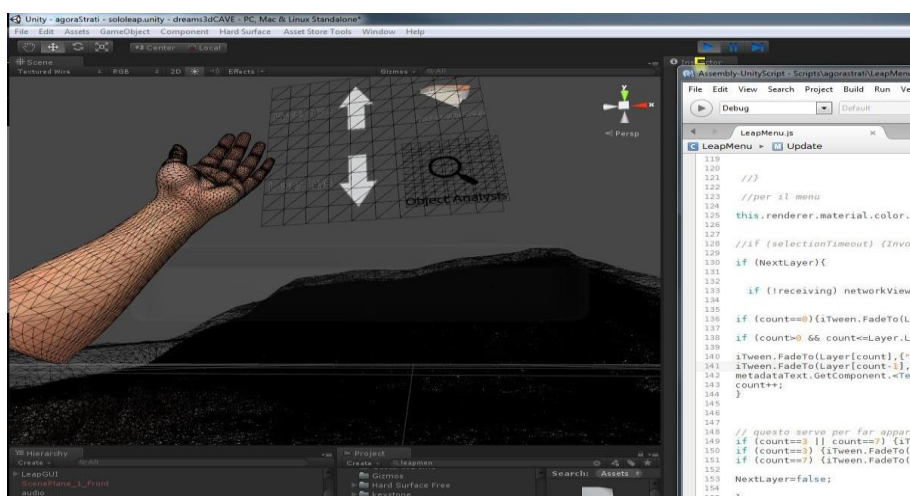 Unity - agoraStrati - sololeap.unity - dreams3dCAVE - PC, Mac & Linux Standalone*
File Edit Assets GameObject Component Hard Surface Asset Store Tools Window Help
Center Local
Scene
Textured Wire RGB 2D Effects Gizmos All
Persp
Object Analysis
Inspector
Assembly-UnityScript - Scripts\agorastrati\LeapMenu
File Edit View Search Project Build Run Ve
Debug Default
LeapMenu.js
LeapMenu Update
119
120
121 //}
122
123 //per il menu
124
125 this.renderer.material.color.
126
127
128 //if (selectionTimeout) {Invo
129
130 if (NextLayer){
131
132
133 if (!receiving) networkView
134
135
136 if (count==0){iTween.FadeTo(L
137
138 if (count>0 && count<=Layer.L
139
140 iTween.FadeTo(Layer[count],{"
141 iTween.FadeTo(Layer[count-1],
142 metadataText.GetComponent.<Te
143 count++;
144 }
145
146
147
148 // questo serve per far appar
149 if (count==3 || count==7) {iT
150 if (count==3) {iTween.FadeTo(
151 if (count==7) {iTween.FadeTo(
152
153 NextLayer=false;
154
Hierarchy
Create All
LeapGUI
ScenePlane_1_front
audio
Project
Create leapmen
Gizmos
Hard Surface Free
keystone
Search: Assets